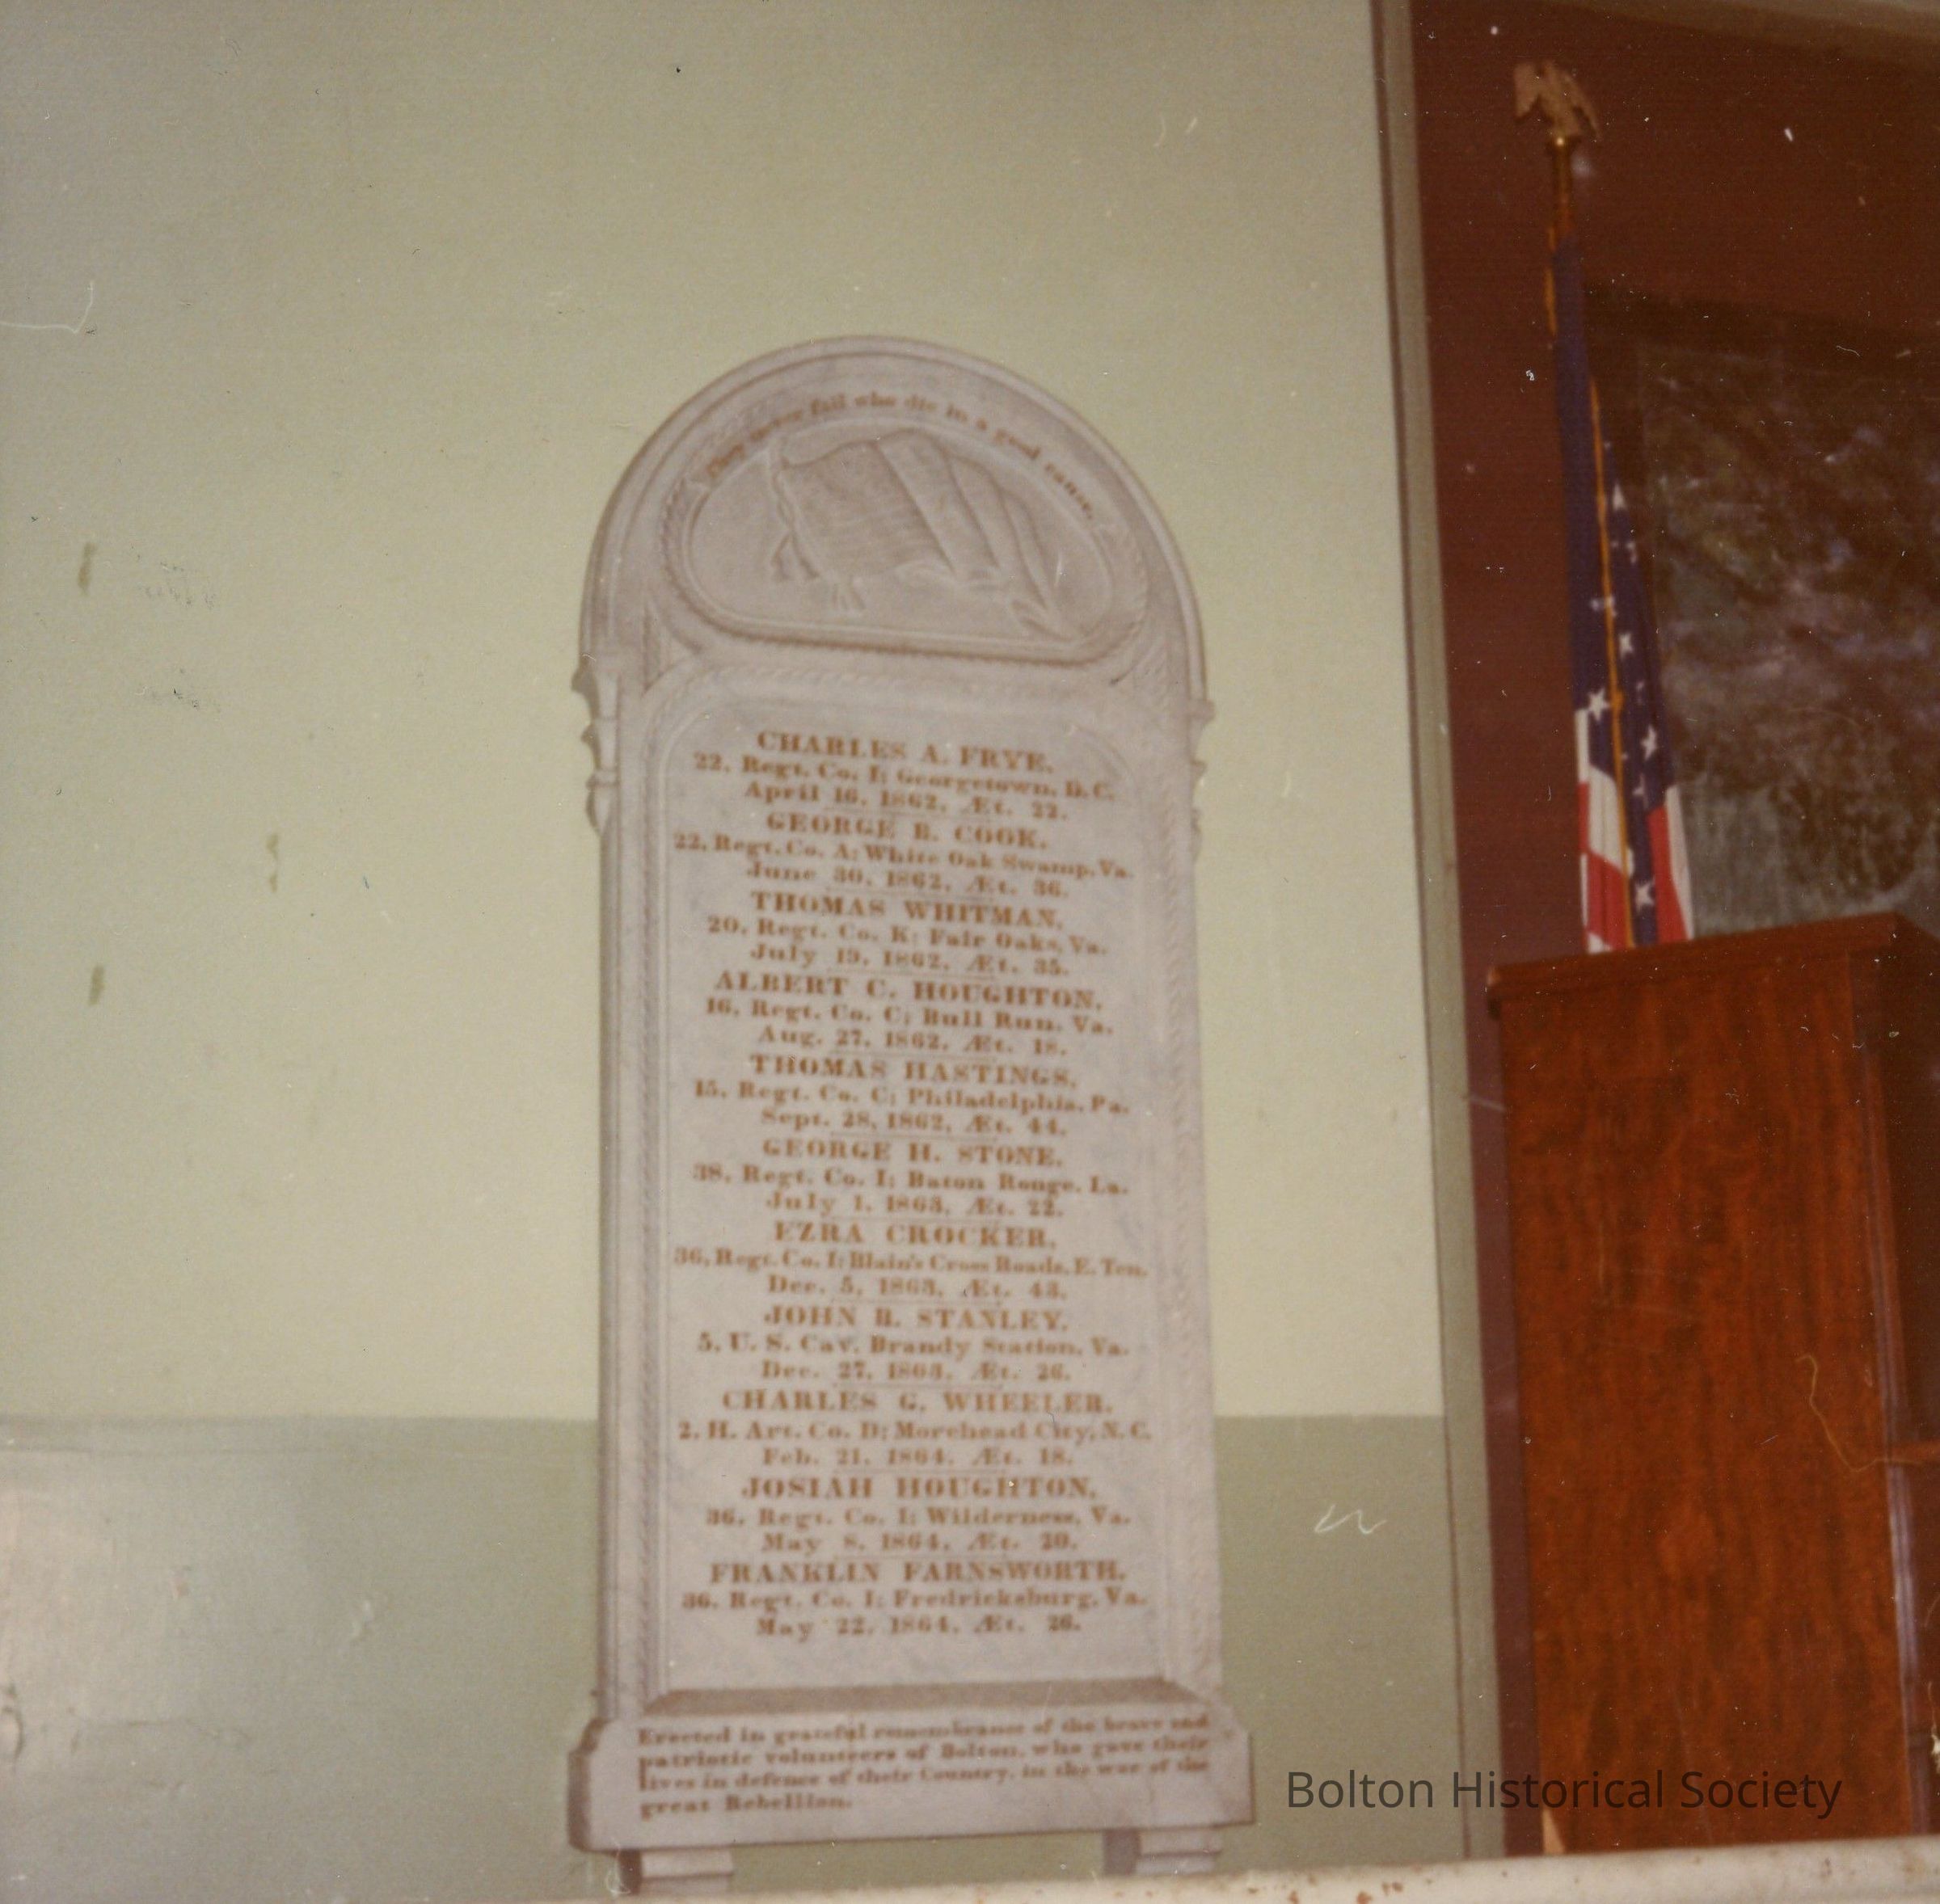 They never fail who die in a good cause.
CHARLES A. FRYE.
22. Regt. Co. I; Georgetown. D.C.
April 16. 1862. Æt. 22.
GEORGE B. COOK.
22. Regt. Co. A; White Oak Swamp. Va.
June 30. 1862. Æt. 36.
THOMAS WHITMAN.
20. Regt. Co. K; Fair Oaks, Va.
July 19. 1862. Æt. 35.
ALBERT C. HOUGHTON.
16. Regt. Co. C; Bull Run. Va.
Aug. 27. 1862. Æt. 18.
THOMAS HASTINGS.
15. Regt. Co. C; Philadelphia. Pa.
Sept. 28, 1862. Æt. 44.
GEORGE H. STONE.
38. Regt. Co. I; Baton Rouge. La.
July 1. 1863. Æt. 22.
EZRA CROCKER.
36. Regt. Co. I; Blain's Cross Roads. E. Ten.
Dec. 5, 1863. Æt. 43.
JOHN R. STANLEY.
5. U. S. Cav. Brandy Station. Va.
Dec. 27. 1863. Æt. 26.
CHARLES G. WHEELER.
2. H. Art. Co. D; Morehead City, N. C.
Feb. 21. 1864. Æt. 18.
JOSIAH HOUGHTON.
36. Regt. Co. I; Wilderness. Va.
May 8. 1864. Æt. 20.
FRANKLIN FARNSWORTH.
36. Regt. Co. I; Fredricksburg. Va.
May 22. 1864. Æt. 26.
Erected in grateful remembrance of the brave and
patriotic volunteers of Bolton, who gave their
lives in defence of their Country, in the war of the
great Rebellion.
Bolton Historical Society